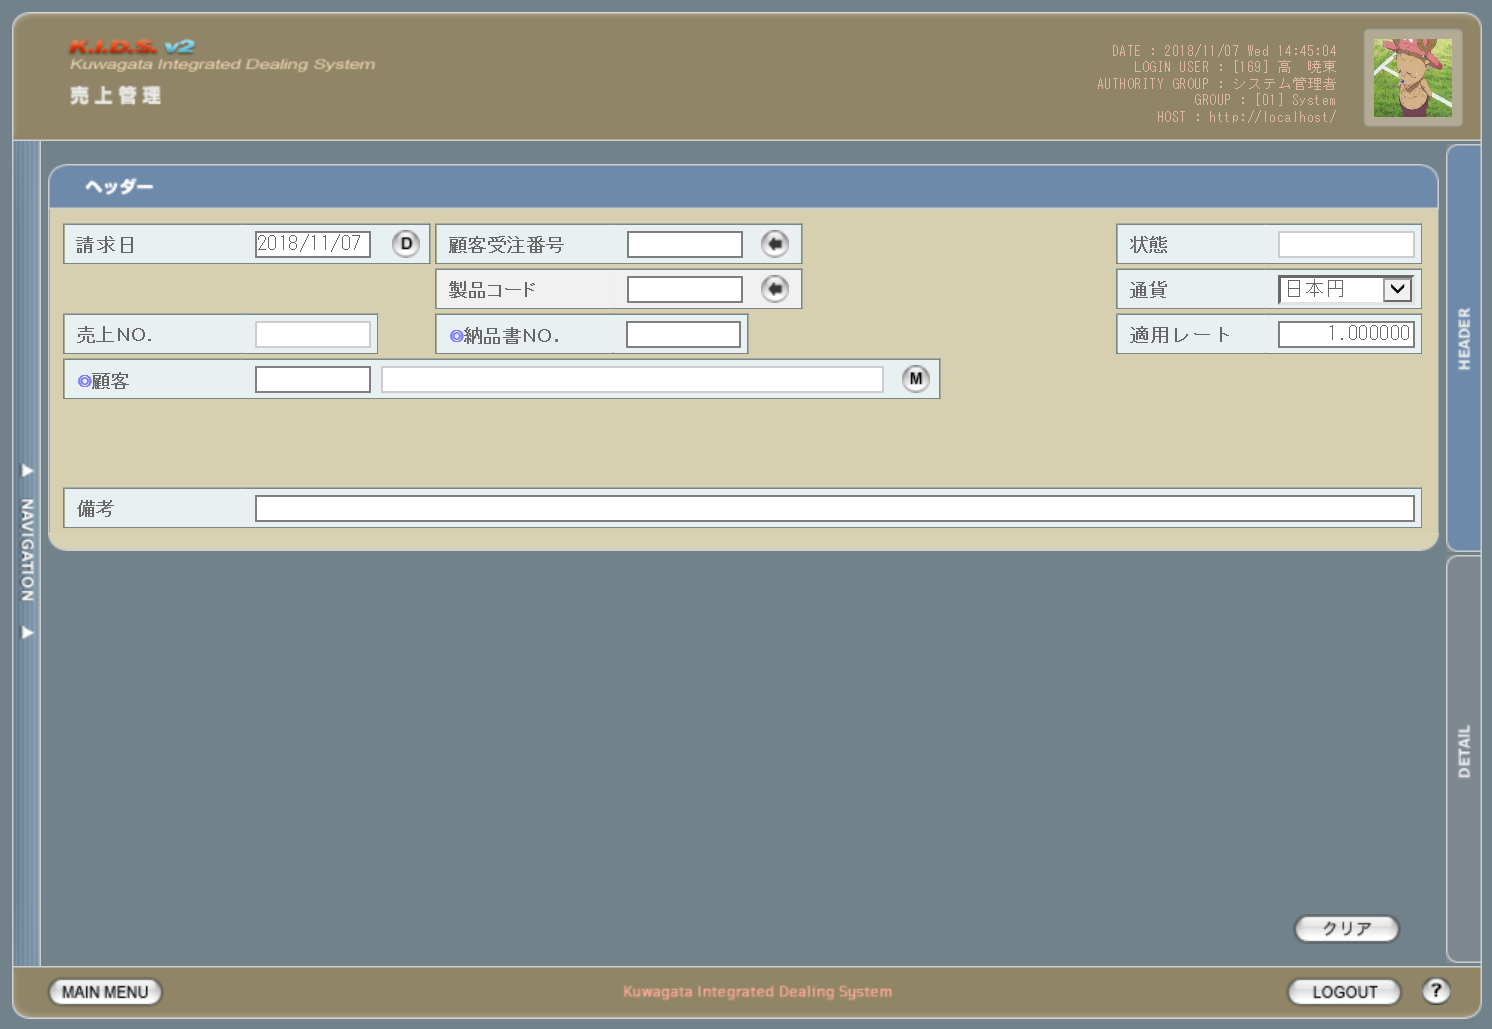 K.I.D.S. v2
Kuwagata Integrated Dealing System
売上管理
DATE : 2018/11/07 Wed 14:45:04
LOGIN USER : [169] 高　暁東
AUTHORITY GROUP : システム管理者
GROUP : [01] System
HOST : http://localhost/
ヘッダー
請求日 2018/11/07 D 顧客受注番号 状態
製品コード 通貨 日本円
売上NO. ◎納品書NO. 適用レート 1.000000
◎顧客 M
備考
NAVIGATION
HEADER
DETAIL
クリア
MAIN MENU Kuwagata Integrated Dealing System LOGOUT ?